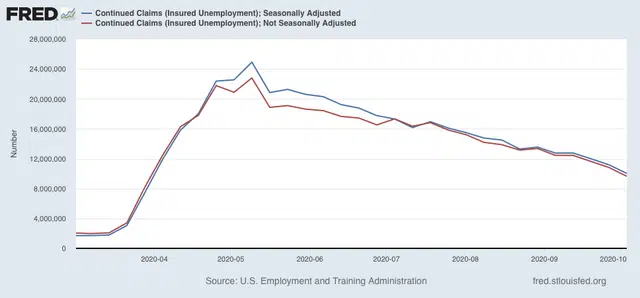 FRED
Continued Claims (Insured Unemployment); Seasonally Adjusted
Continued Claims (Insured Unemployment); Not Seasonally Adjusted
28,000,000
24,000,000
20,000,000
16,000,000
12,000,000
8,000,000
4,000,000
0
Number
2020-04
2020-05
2020-06
2020-07
2020-08
2020-09
2020-10
Source: U.S. Employment and Training Administration
fred.stlouisfed.org